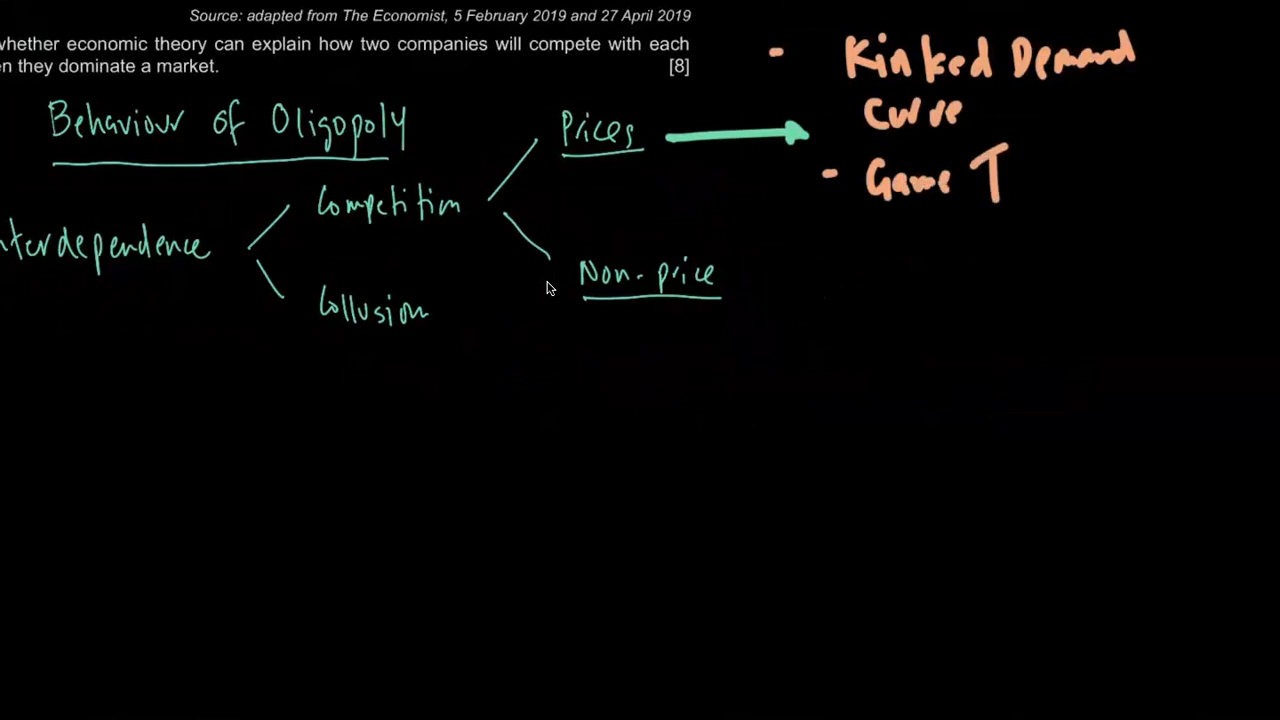 Source: adapted from The Economist, 5 February 2019 and 27 April 2019
whether economic theory can explain how two companies will compete with each
en they dominate a market. [8]
Behaviour of Oligopoly
nterdependence
Competition
Collusion
Prices
Non-price
- Kinked Demand
Curve
- Game T